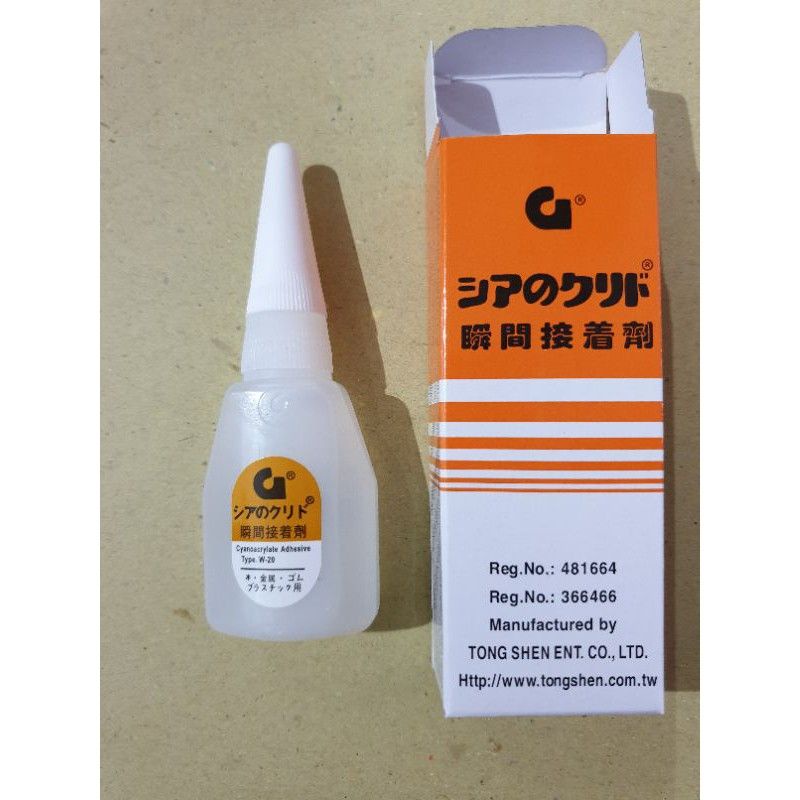 シアのクリド®
瞬間接着劑
Cyanoacrylate Adhesive
Type. W-20
木・金属・ゴム
プラスチック用
シアのクリド®
瞬間接着劑
Reg.No.: 481664
Reg.No.: 366466
Manufactured by
TONG SHEN ENT. CO., LTD.
Http://www.tongshen.com.tw